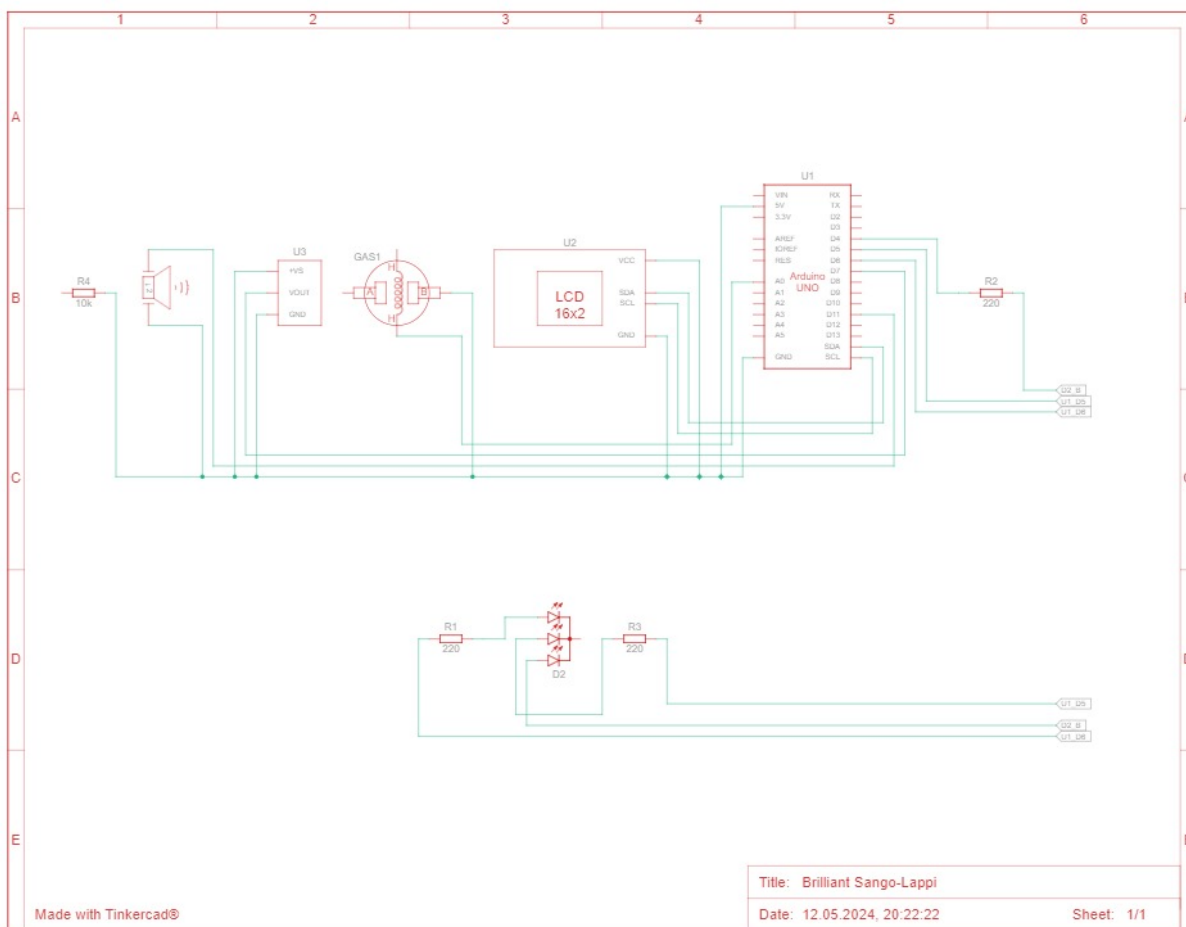 1 2 3 4 5 6
A
B
C
D
E
U1
VIN RX
5V TX
3.3V D2
D3
AREF D4
IOREF D5
RES D6
D7
Arduino
UNO
A0 D8
A1 D9
A2 D10
A3 D11
A4 D12
A5 D13
SDA
GND SCL
U2
VCC
LCD
16x2
SDA
SCL
GND
GAS1
H
A B
H
U3
+VS
VOUT
GND
R4
10k
R2
220
D2_B
U1_D5
U1_D6
R1
220
D2
R3
220
U1_D5
D2_B
U1_D6
Made with Tinkercad®
Title: Brilliant Sango-Lappi
Date: 12.05.2024, 20:22:22 Sheet: 1/1